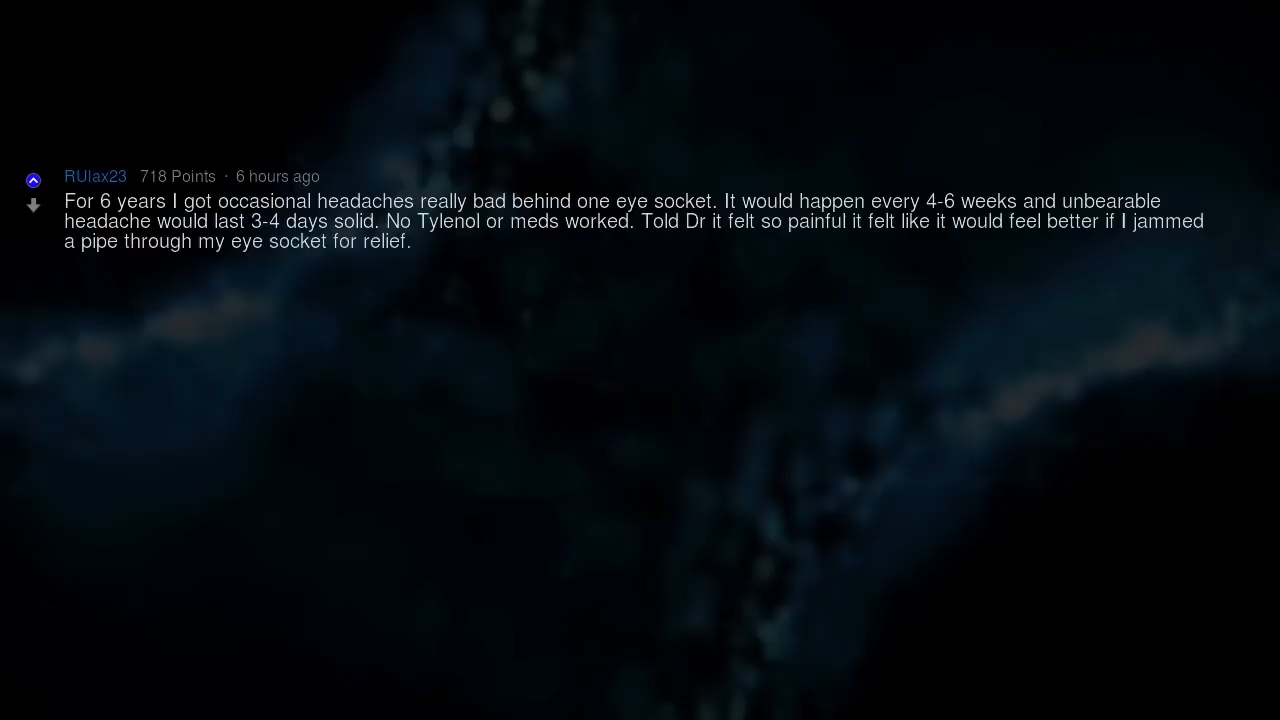 RUlax23 718 Points · 6 hours ago
For 6 years I got occasional headaches really bad behind one eye socket. It would happen every 4-6 weeks and unbearable
headache would last 3-4 days solid. No Tylenol or meds worked. Told Dr it felt so painful it felt like it would feel better if I jammed
a pipe through my eye socket for relief.